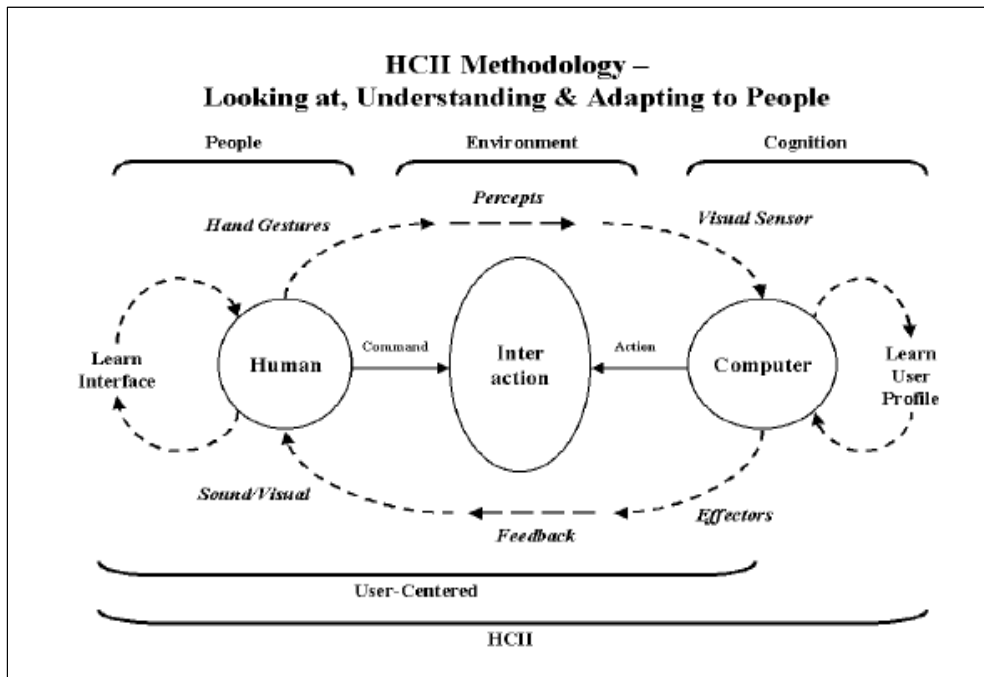 HCII Methodology –
Looking at, Understanding & Adapting to People
People
Environment
Cognition
Percepts
Hand Gestures
Visual Sensor
Learn
Interface
Human
Command
Inter
action
Action
Computer
Learn
User
Profile
Sound/Visual
Feedback
Effectors
User-Centered
HCII